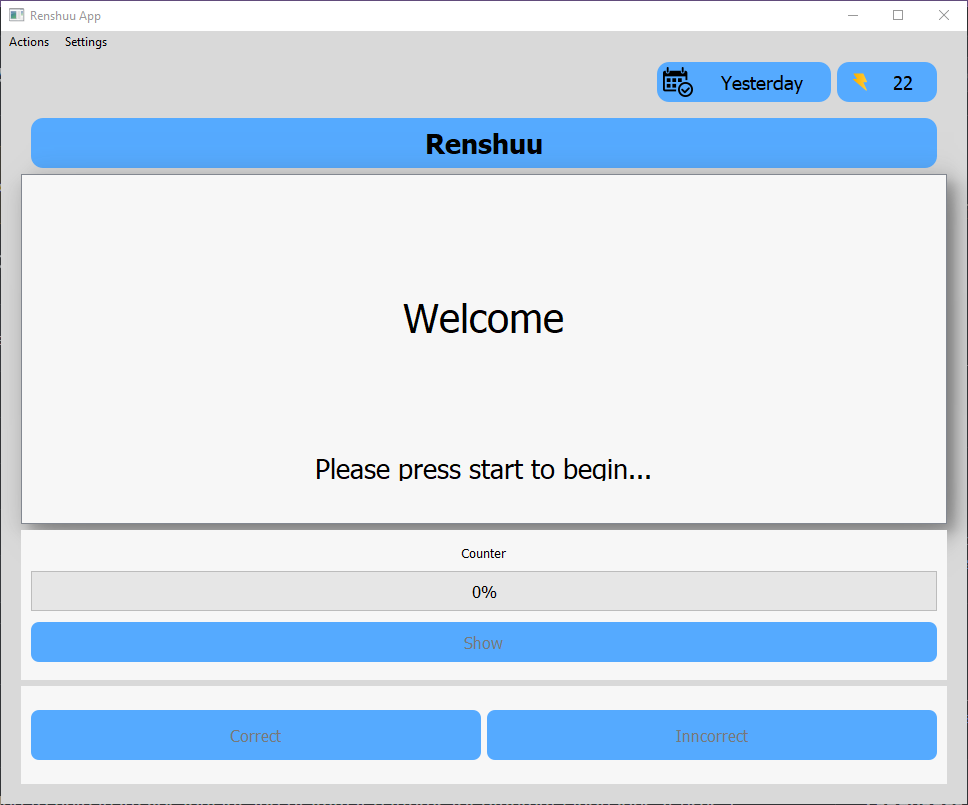 Renshuu App
Actions Settings
Yesterday 22
Renshuu
Welcome
Please press start to begin...
Counter
0%
Show
Correct Inncorrect